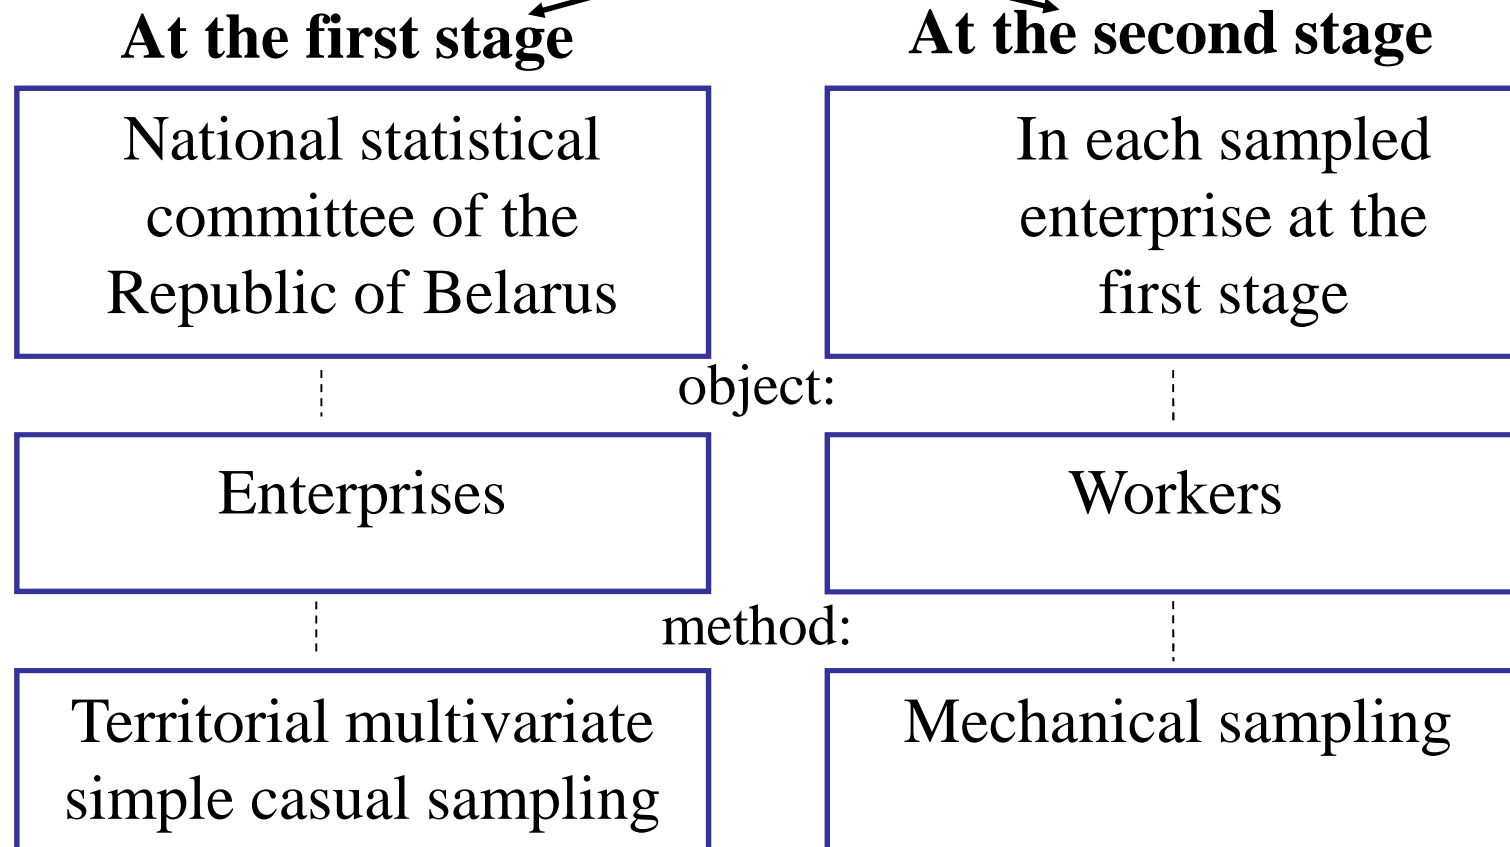 At the first stage
At the second stage
National statistical
committee of the
Republic of Belarus
In each sampled
enterprise at the
first stage
object:
Enterprises
Workers
method:
Territorial multivariate
simple casual sampling
Mechanical sampling